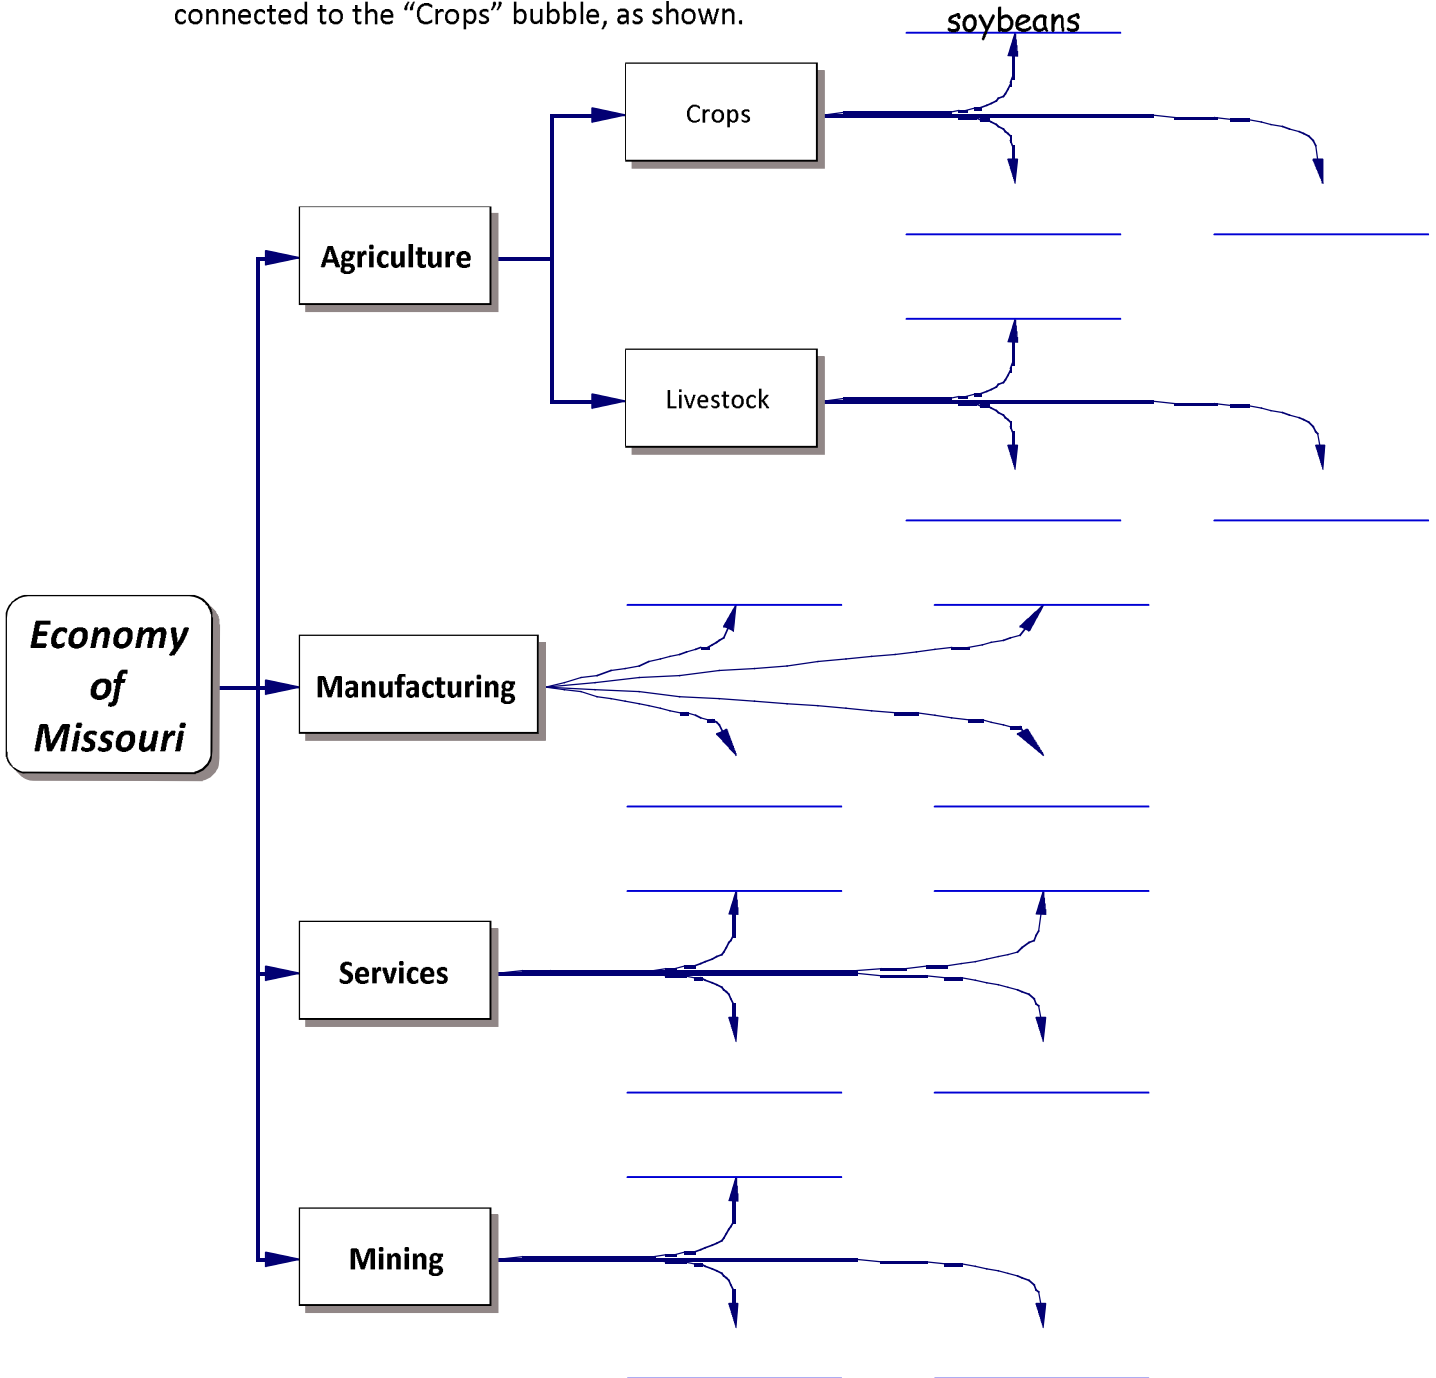 connected to the “Crops” bubble, as shown.
soybeans
Crops
Agriculture
Livestock
Economy
of
Missouri
Manufacturing
Services
Mining